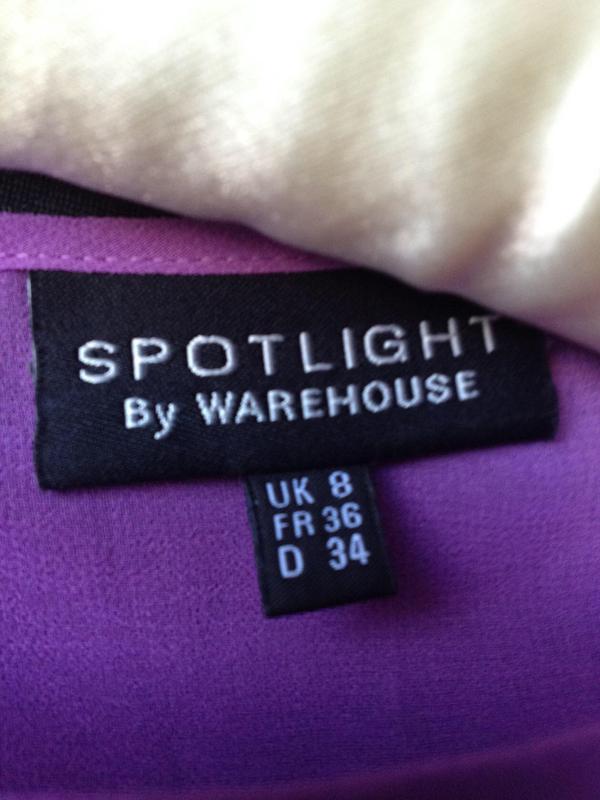 SPOTLIGHT
By WAREHOUSE
UK 8
FR 36
D 34